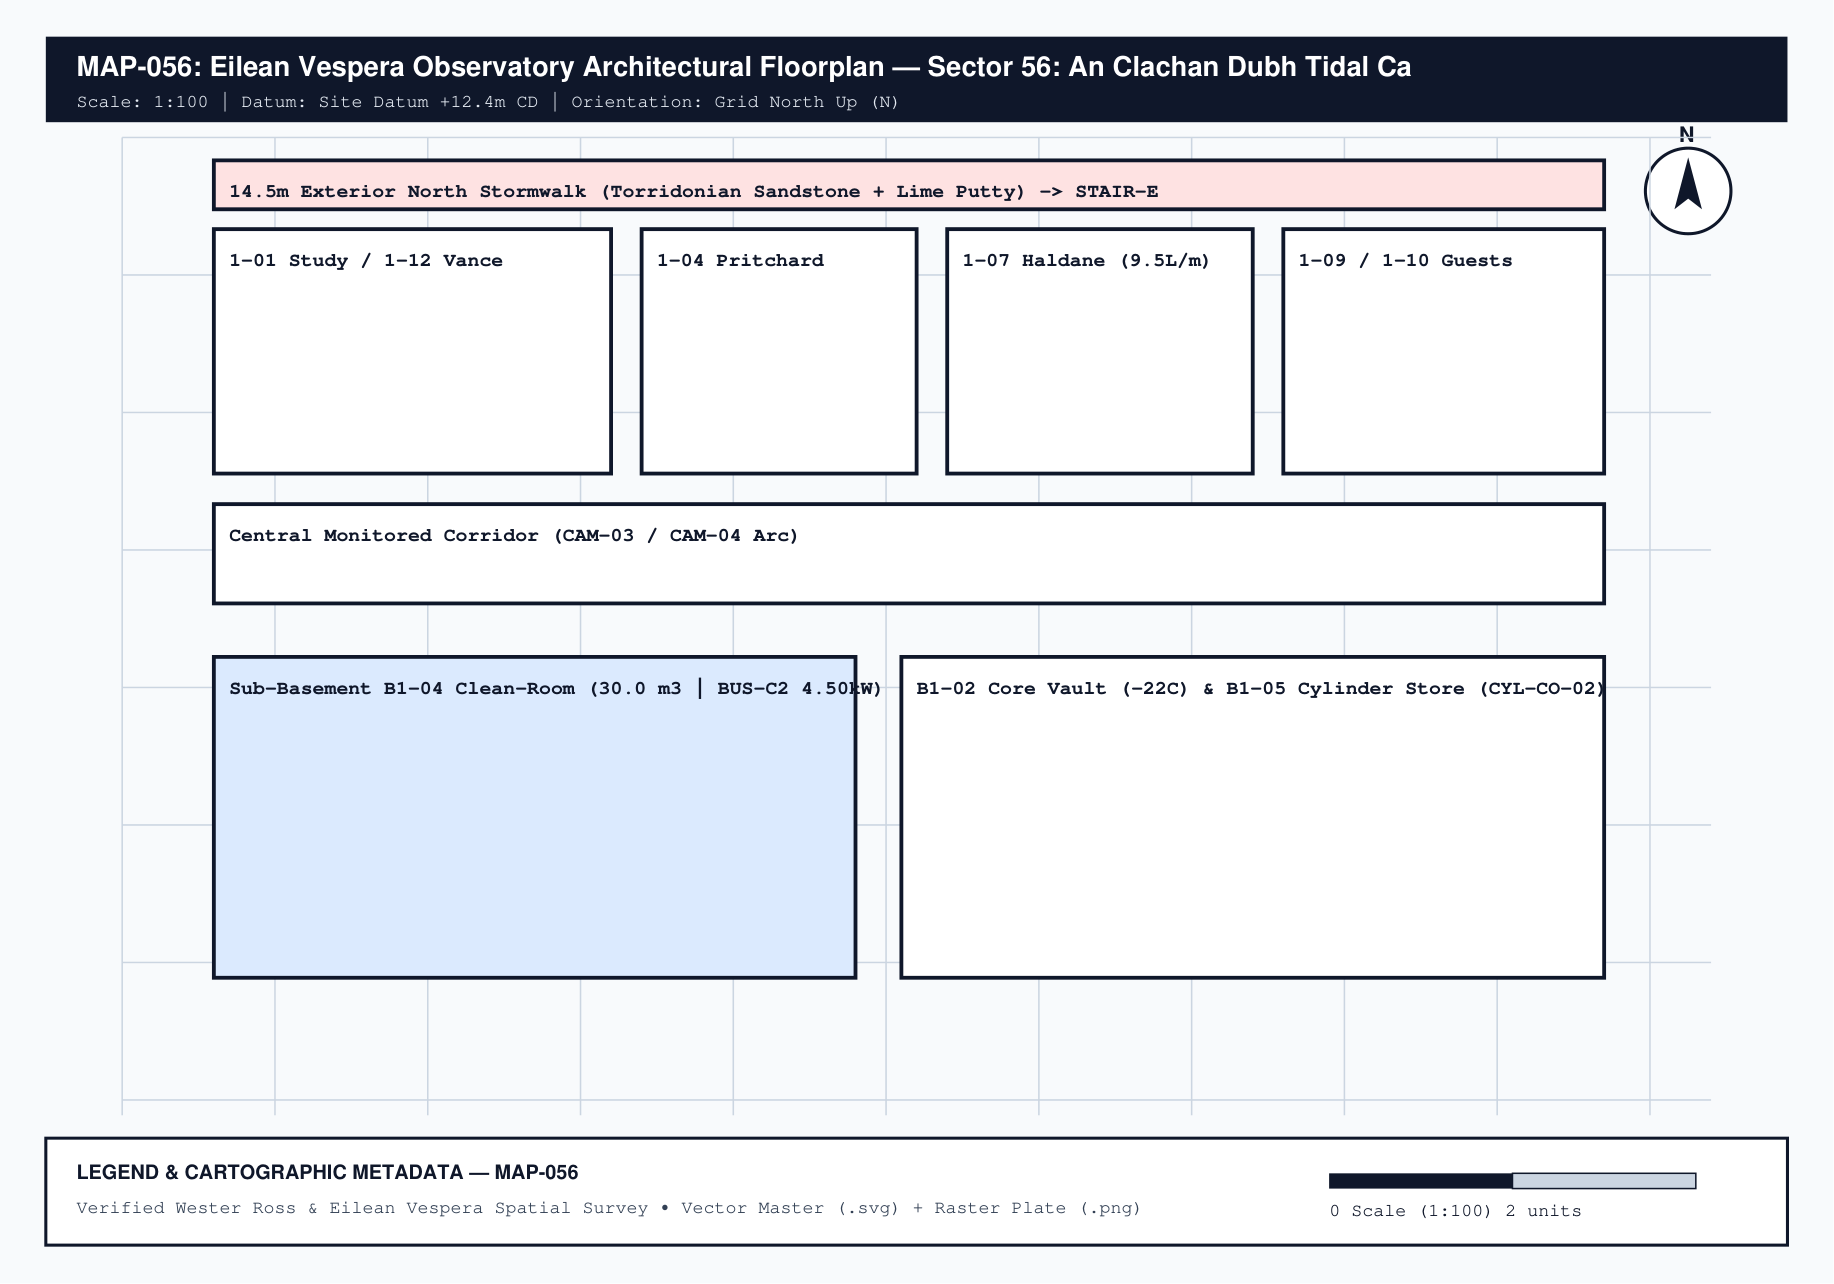 MAP-056: Eilean Vespera Observatory Architectural Floorplan — Sector 56: An Clachan Dubh Tidal Ca
Scale: 1:100 │ Datum: Site Datum +12.4m CD │ Orientation: Grid North Up (N)
N
14.5m Exterior North Stormwalk (Torridonian Sandstone + Lime Putty) -> STAIR-E
1-01 Study / 1-12 Vance
1-04 Pritchard
1-07 Haldane (9.5L/m)
1-09 / 1-10 Guests
Central Monitored Corridor (CAM-03 / CAM-04 Arc)
Sub-Basement B1-04 Clean-Room (30.0 m3 │ BUS-C2 4.50kW)
B1-02 Core Vault (-22C) & B1-05 Cylinder Store (CYL-CO-02)
LEGEND & CARTOGRAPHIC METADATA — MAP-056
Verified Wester Ross & Eilean Vespera Spatial Survey • Vector Master (.svg) + Raster Plate (.png)
0 Scale (1:100) 2 units